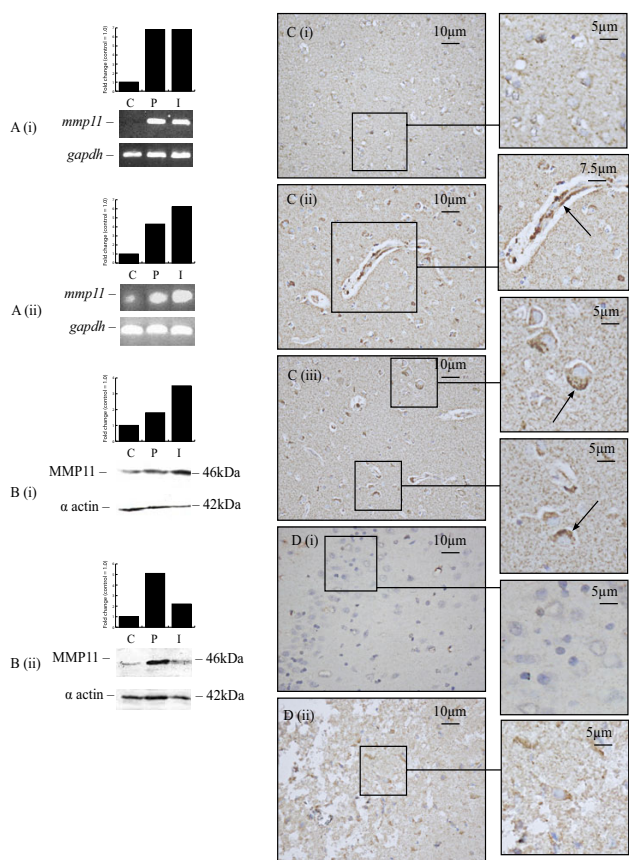 Fold change (control = 1.0)
C P I
A (i)
mmp11 –
gapdh –
Fold change (control = 1.0)
C P I
A (ii)
mmp11 –
gapdh –
Fold change (control = 1.0)
C P I
B (i)
MMP11 – – 46kDa
α actin – – 42kDa
Fold change (control = 1.0)
C P I
B (ii)
MMP11 – – 46kDa
α actin – – 42kDa
C (i) 10μm
5μm
C (ii) 10μm
7.5μm
C (iii) 10μm
5μm
5μm
D (i) 10μm
5μm
D (ii) 10μm
5μm